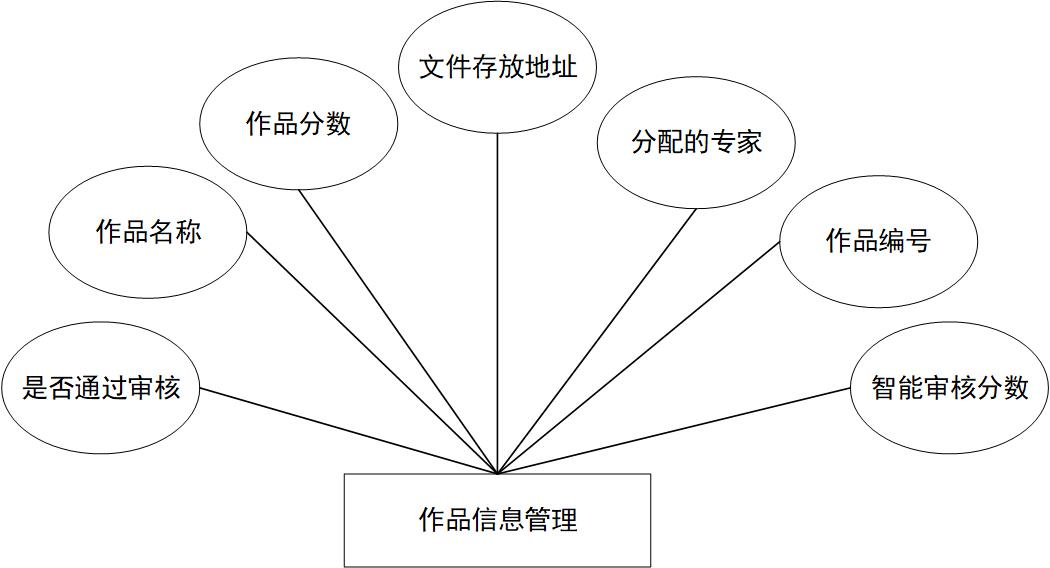 文件存放地址
作品分数
分配的专家
作品名称
作品编号
是否通过审核
智能审核分数
作品信息管理